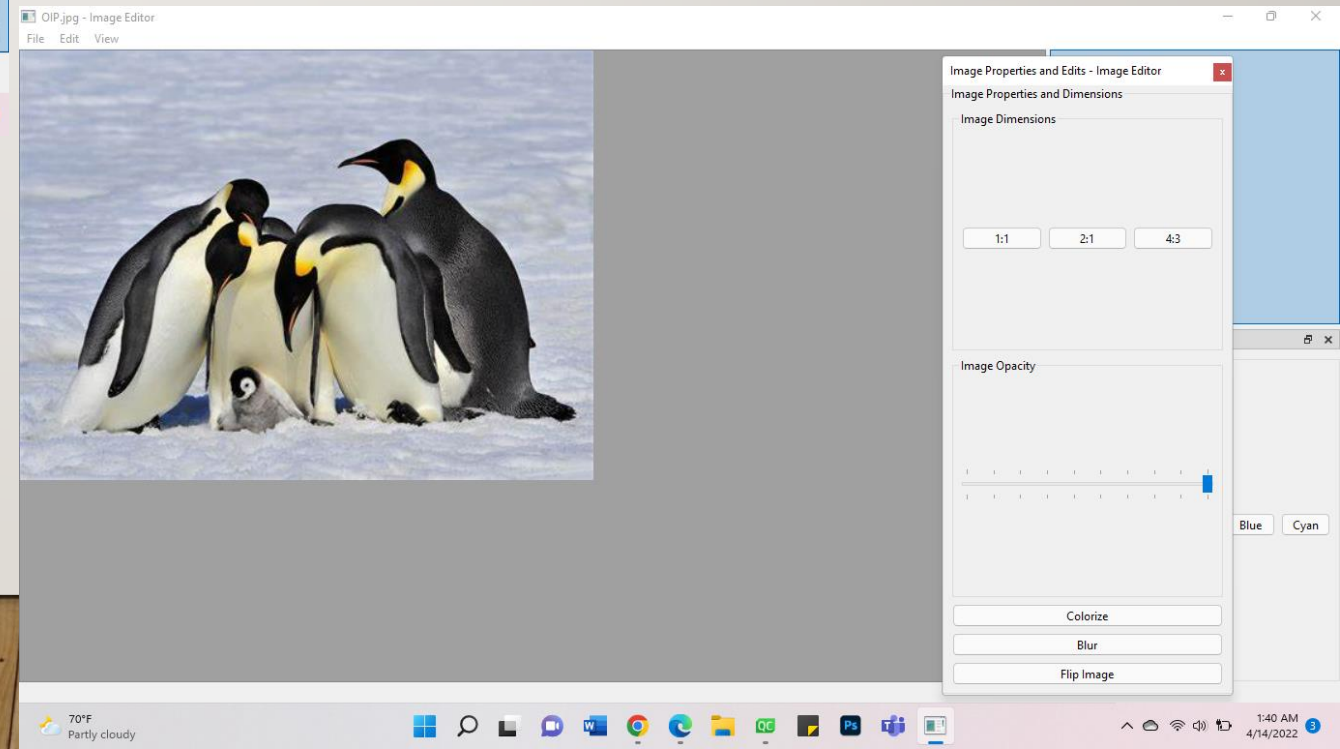 OIP.jpg - Image Editor
File Edit View
Image Properties and Edits - Image Editor
x
Image Properties and Dimensions
Image Dimensions
1:1 2:1 4:3
Image Opacity
Blue Cyan
Colorize
Blur
Flip Image
70°F
Partly cloudy
W
QC
Ps
1:40 AM
4/14/2022
3